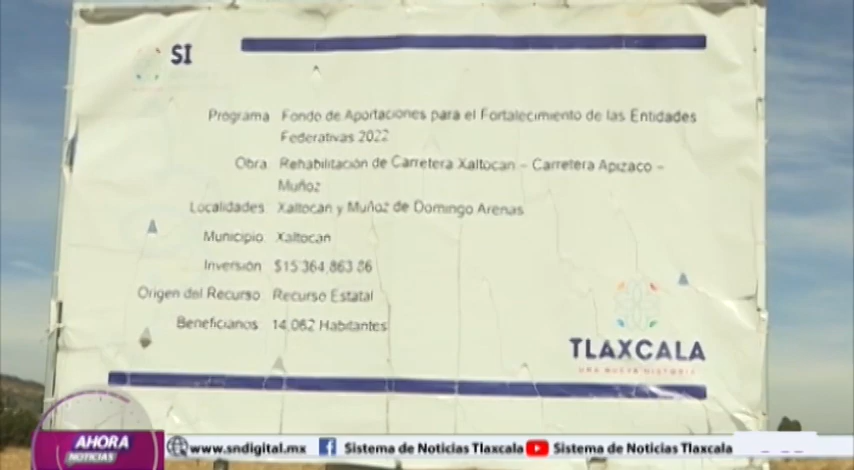 SI
Programa Fondo de Aportaciones para el Fortalecimiento de las Entidades
Federativas 2022
Obra Rehabilitación de Carretera Xaltocan - Carretera Apizaco -
Muñoz
Localidades Xaltocan y Muñoz de Domingo Arenas
Municipio Xaltocan
Inversión $15 364,863
Origen del Recurso Recurso Estatal
Beneficiarios 14,062 Habitantes
TLAXCALA
UNA NUEVA HISTORIA
AHORA
NOTICIAS
www.sndigital.mx Sistema de Noticias Tlaxcala Sistema de Noticias Tlaxcala